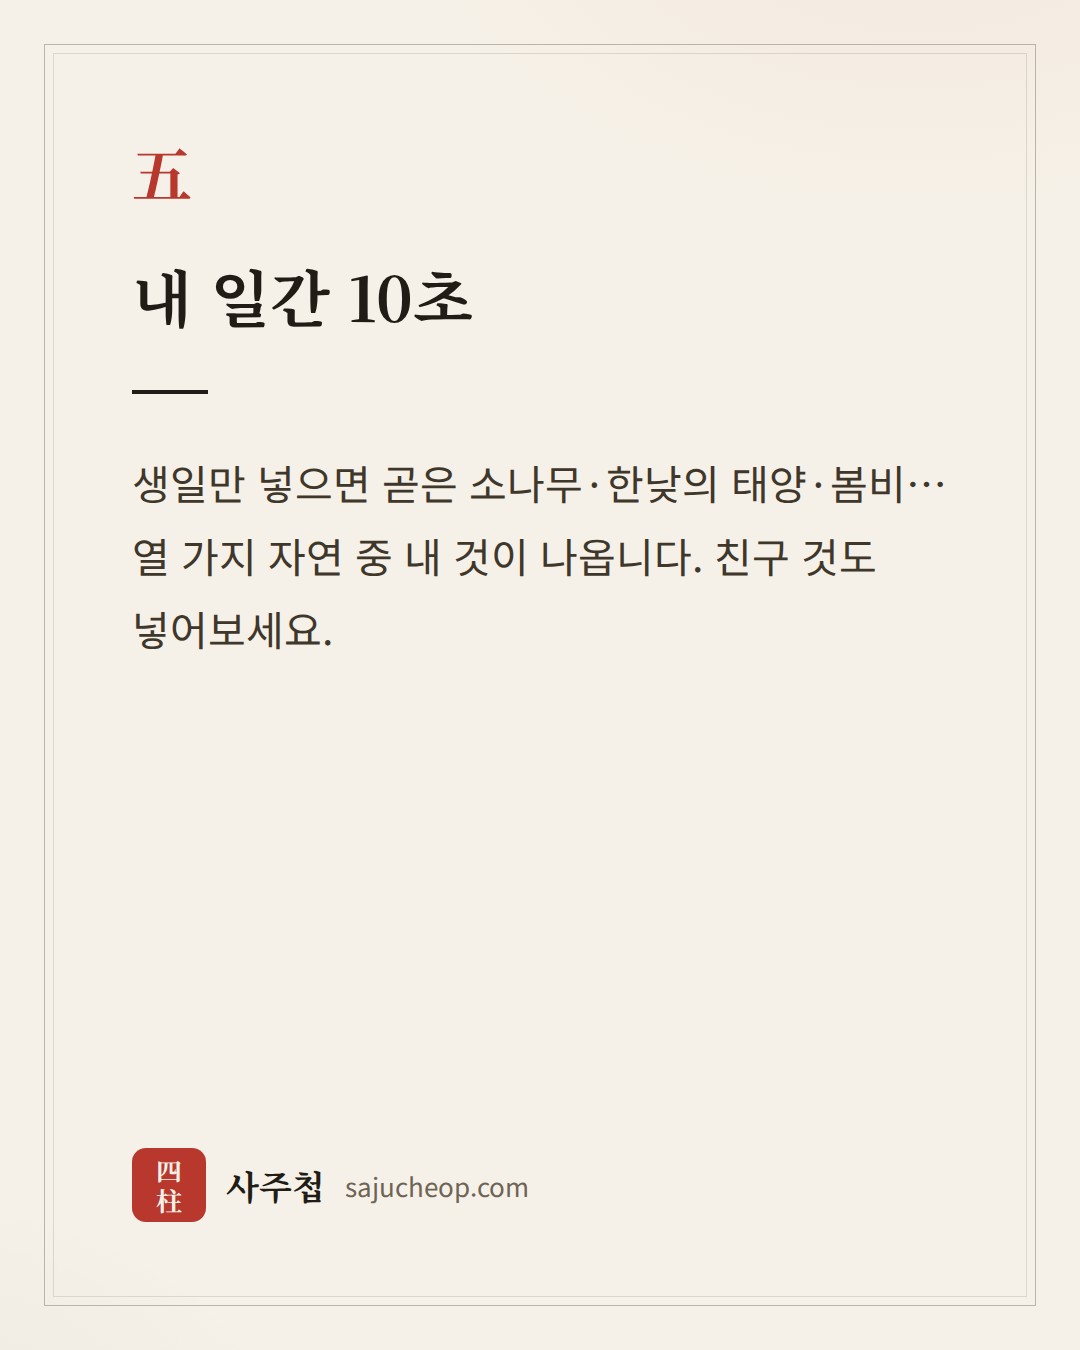 五
내 일간 10초
생일만 넣으면 곧은 소나무·한낮의 태양·봄비…
열 가지 자연 중 내 것이 나옵니다. 친구 것도
넣어보세요.
四
柱
사주첩 sajucheop.com